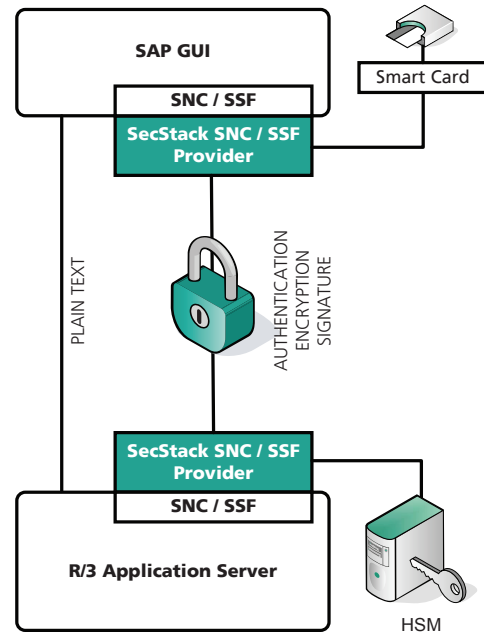 SAP GUI
Smart Card
SNC / SSF
SecStack SNC / SSF
Provider
PLAIN TEXT
AUTHENTICATION
ENCRYPTION
SIGNATURE
SecStack SNC / SSF
Provider
SNC / SSF
R/3 Application Server
HSM